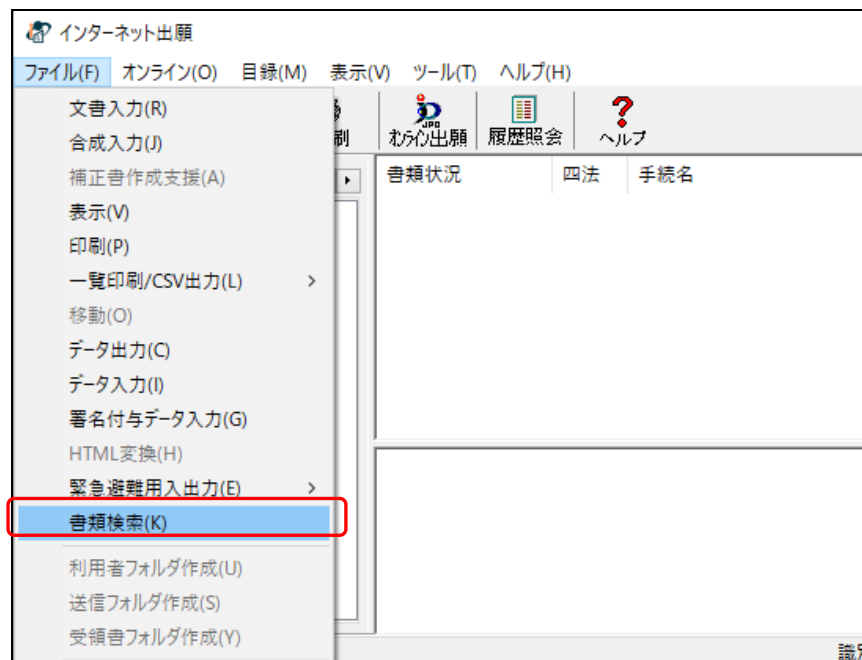 インターネット出願
ファイル(F) オンライン(O) 目録(M) 表示(V) ツール(T) ヘルプ(H)
文書入力(R)
合成入力(J)
補正書作成支援(A)
表示(V)
印刷(P)
一覧印刷/CSV出力(L) >
移動(O)
データ出力(C)
データ入力(I)
署名付与データ入力(G)
HTML変換(H)
緊急避難用入出力(E) >
書類検索(K)
利用者フォルダ作成(U)
送信フォルダ作成(S)
受領書フォルダ作成(Y)
刷 オンライン出願 履歴照会 ヘルプ
JPO
書類状況 四法 手続名
識別